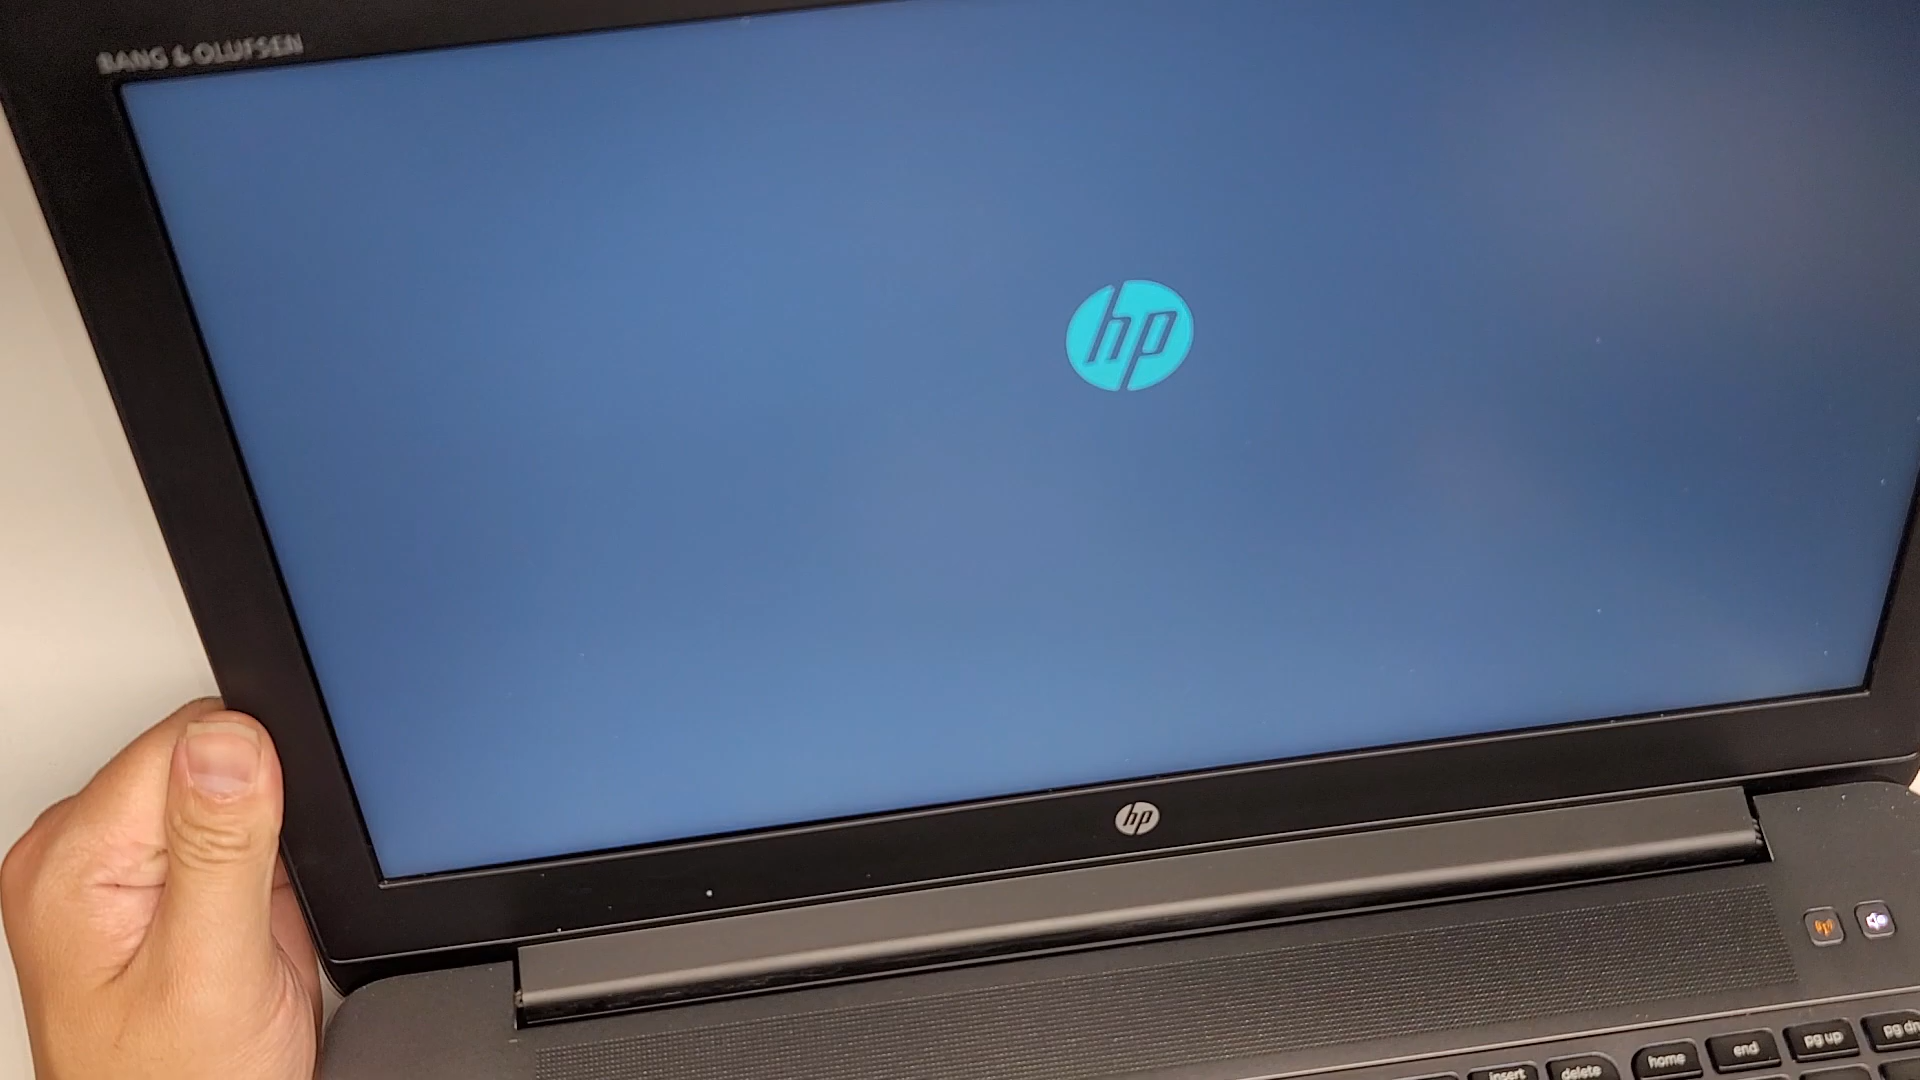 BANG & OLUFSEN
hp
hp
insert
delete
home
end
pg up
pg dn